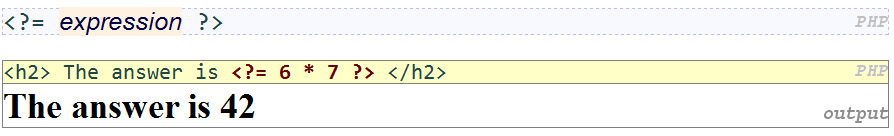 <?= expression ?> PHP
<h2> The answer is <?= 6 * 7 ?> </h2> PHP
The answer is 42 output